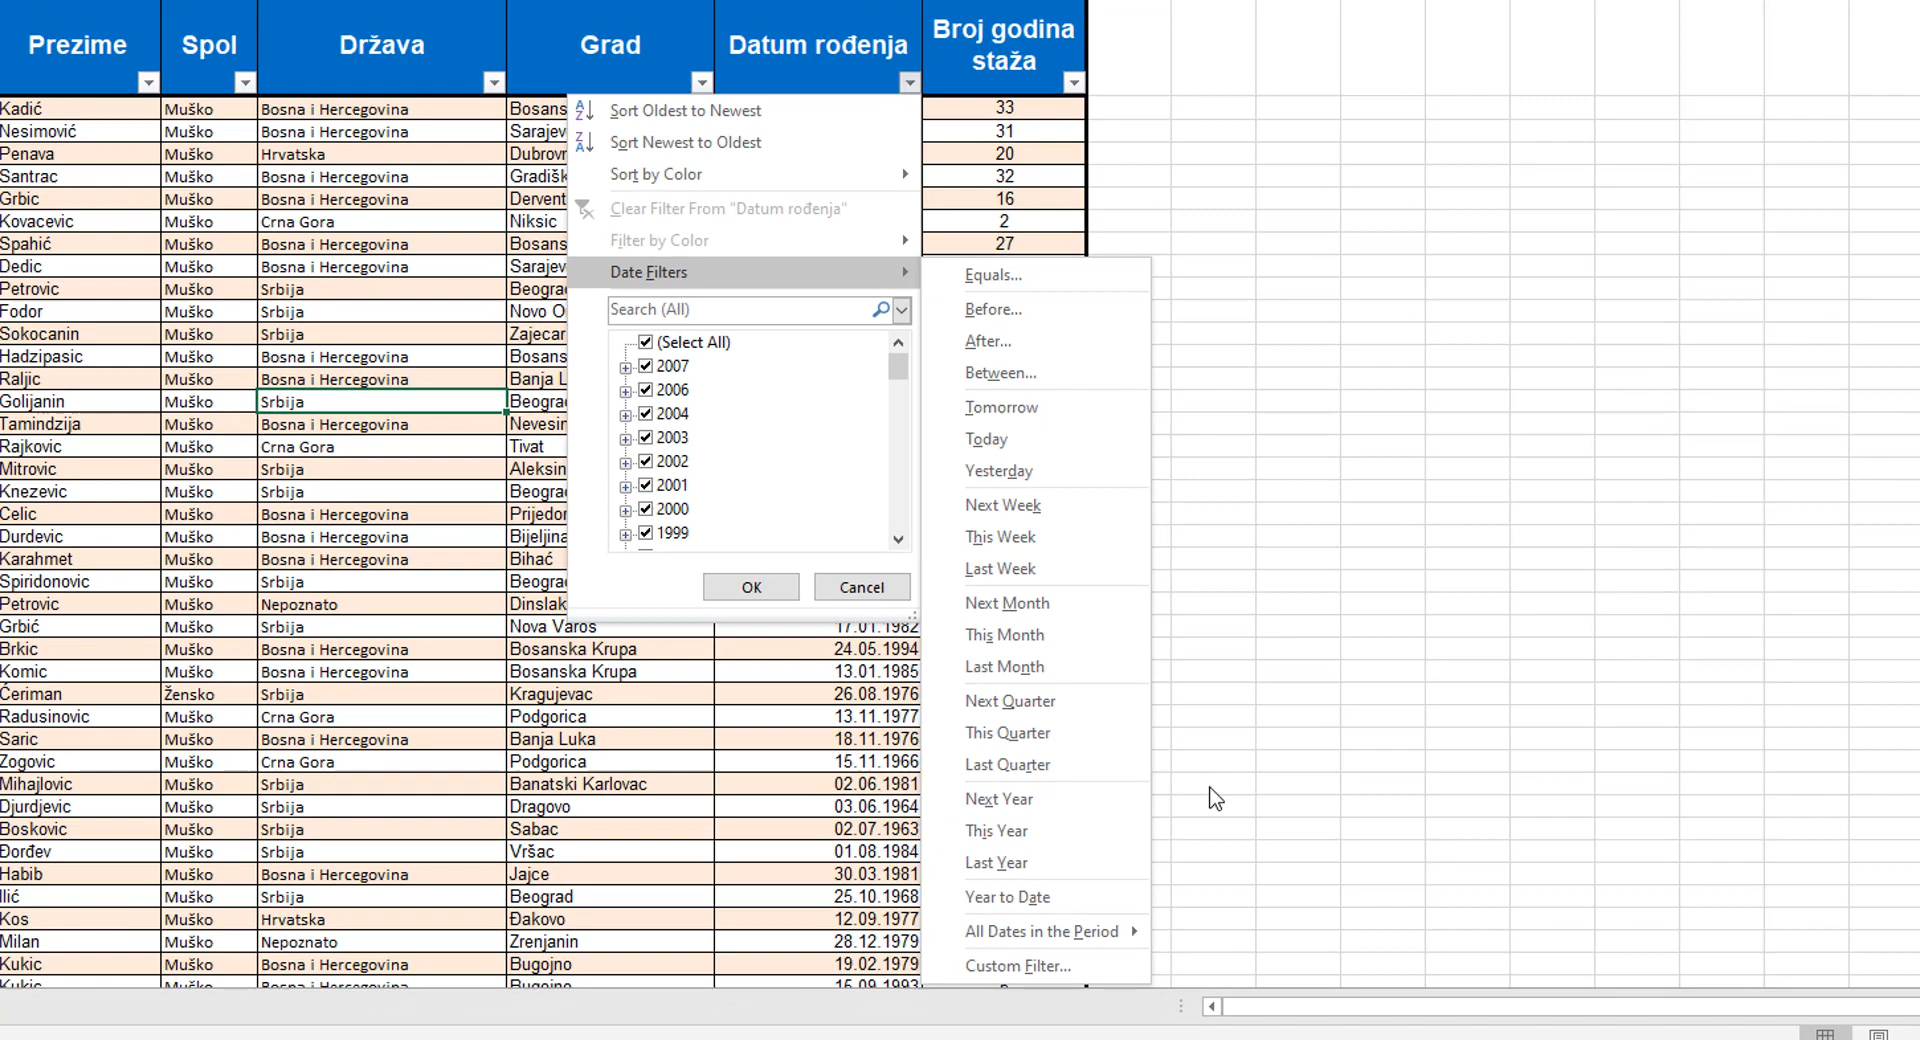 Prezime Spol Država Grad Datum rođenja Broj godina staža
Kadić Muško Bosna i Hercegovina Bosans 33
Nesimović Muško Bosna i Hercegovina Sarajev 31
Penava Muško Hrvatska Dubrovn 20
Santrac Muško Bosna i Hercegovina Gradišk 32
Grbic Muško Bosna i Hercegovina Dervent 16
Kovacevic Muško Crna Gora Niksic 2
Spahić Muško Bosna i Hercegovina Bosans 27
Dedic Muško Bosna i Hercegovina Sarajev
Petrovic Muško Srbija Beogra
Fodor Muško Srbija Novo O
Sokocanin Muško Srbija Zajecar
Hadzipasic Muško Bosna i Hercegovina Bosans
Raljic Muško Bosna i Hercegovina Banja L
Golijanin Muško Srbija Beogra
Tamindzija Muško Bosna i Hercegovina Nevesin
Rajkovic Muško Crna Gora Tivat
Mitrovic Muško Srbija Aleksin
Knezevic Muško Srbija Beogra
Celic Muško Bosna i Hercegovina Prijedo
Durdevic Muško Bosna i Hercegovina Bijeljina
Karahmet Muško Bosna i Hercegovina Bihać
Spiridonovic Muško Srbija Beogra
Petrovic Muško Nepoznato Dinslak
Grbić Muško Srbija Nova Varos 17.01.1982
Brkic Muško Bosna i Hercegovina Bosanska Krupa 24.05.1994
Komic Muško Bosna i Hercegovina Bosanska Krupa 13.01.1985
Ćeriman Žensko Srbija Kragujevac 26.08.1976
Radusinovic Muško Crna Gora Podgorica 13.11.1977
Saric Muško Bosna i Hercegovina Banja Luka 18.11.1976
Zogovic Muško Crna Gora Podgorica 15.11.1966
Mihajlovic Muško Srbija Banatski Karlovac 02.06.1981
Djurdjevic Muško Srbija Dragovo 03.06.1964
Boskovic Muško Srbija Sabac 02.07.1963
Đorđev Muško Srbija Vršac 01.08.1984
Habib Muško Bosna i Hercegovina Jajce 30.03.1981
Ilić Muško Srbija Beograd 25.10.1968
Kos Muško Hrvatska Đakovo 12.09.1977
Milan Muško Nepoznato Zrenjanin 28.12.1979
Kukic Muško Bosna i Hercegovina Bugojno 19.02.1979
Kukic Muško Bosna i Hercegovina Bugojno 15.09.1993
Sort Oldest to Newest
Sort Newest to Oldest
Sort by Color
Clear Filter From "Datum rođenja"
Filter by Color
Date Filters
Search (All)
(Select All)
2007
2006
2004
2003
2002
2001
2000
1999
OK Cancel
Equals...
Before...
After...
Between...
Tomorrow
Today
Yesterday
Next Week
This Week
Last Week
Next Month
This Month
Last Month
Next Quarter
This Quarter
Last Quarter
Next Year
This Year
Last Year
Year to Date
All Dates in the Period
Custom Filter...